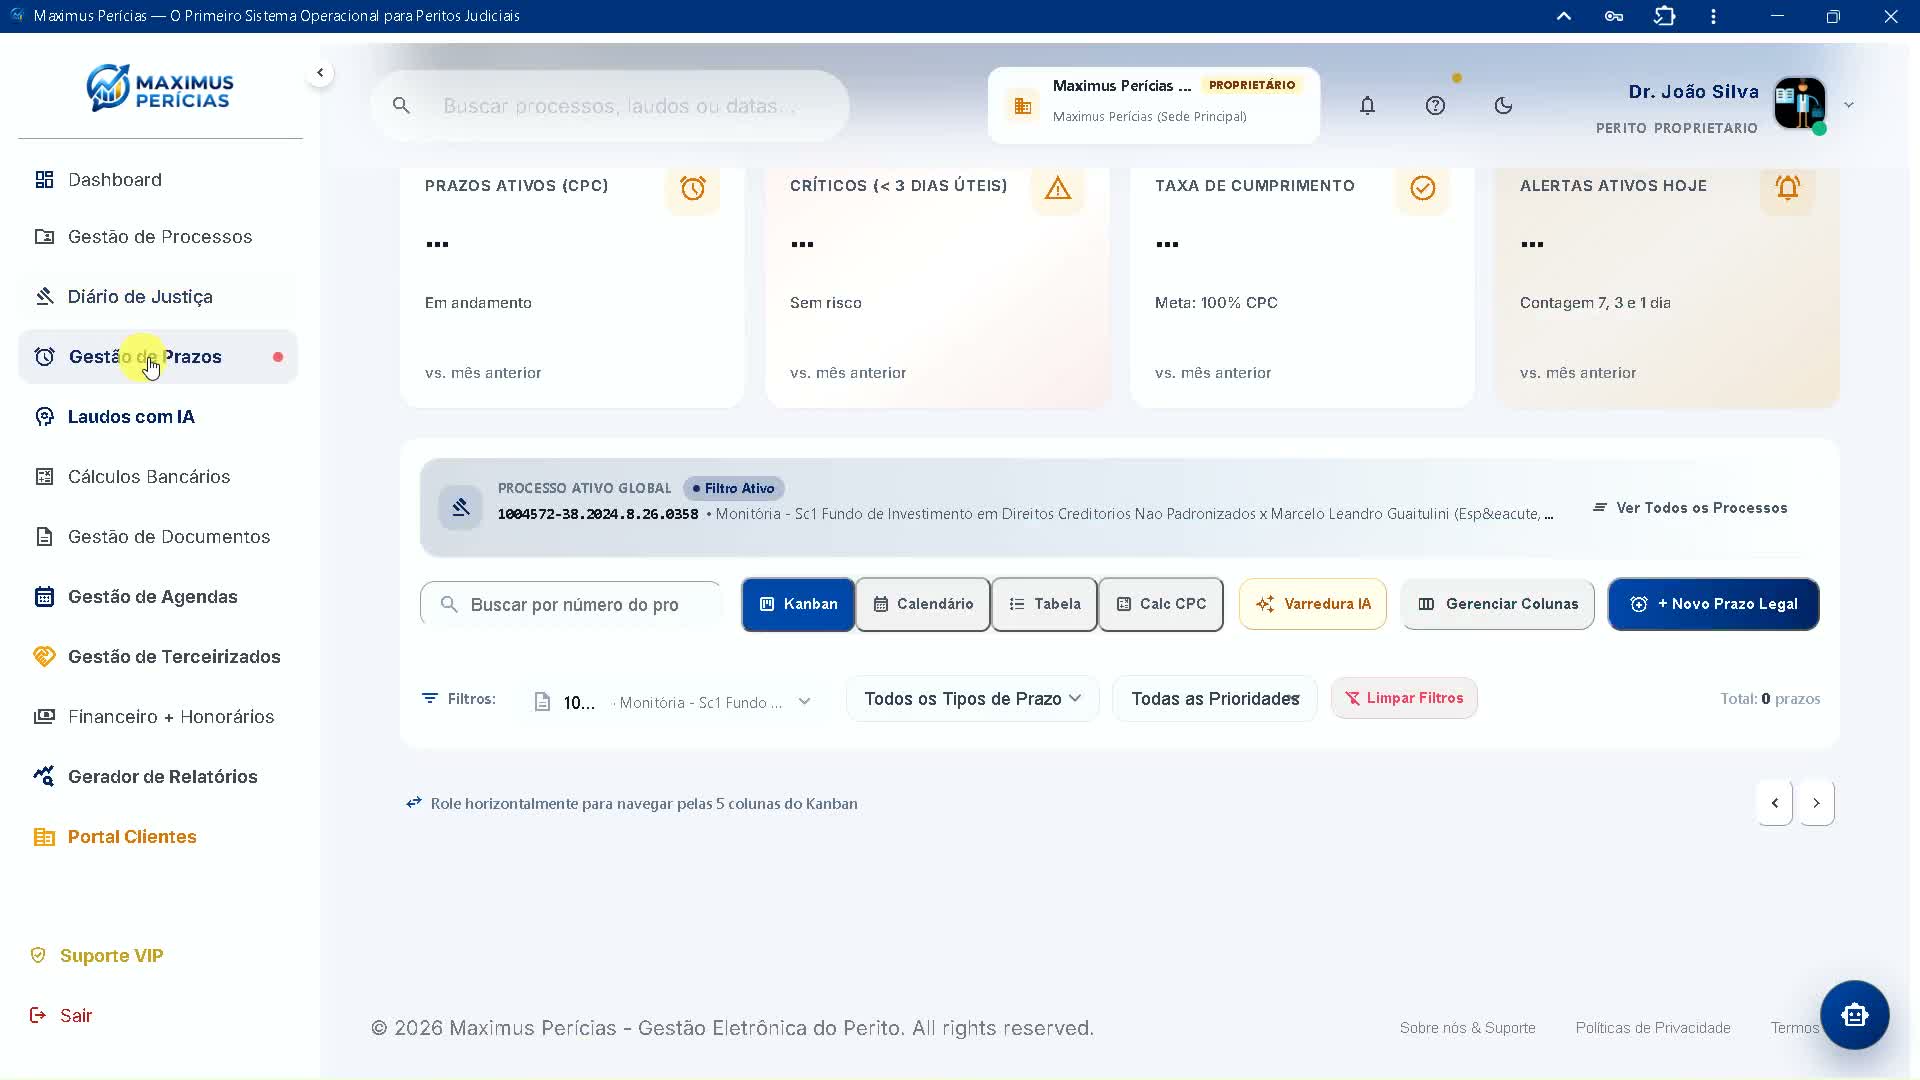 Maximus Perícias — O Primeiro Sistema Operacional para Peritos Judiciais
MAXIMUS
PERÍCIAS
Dashboard
Gestão de Processos
Diário de Justiça
Gestão de Prazos
Laudos com IA
Cálculos Bancários
Gestão de Documentos
Gestão de Agendas
Gestão de Terceirizados
Financeiro + Honorários
Gerador de Relatórios
Portal Clientes
Suporte VIP
Sair
Buscar processos, laudos ou datas...
Maximus Perícias ... PROPRIETÁRIO
Maximus Perícias (Sede Principal)
Dr. João Silva
PERITO PROPRIETARIO
PRAZOS ATIVOS (CPC)
...
Em andamento
vs. mês anterior
CRÍTICOS (< 3 DIAS ÚTEIS)
...
Sem risco
vs. mês anterior
TAXA DE CUMPRIMENTO
...
Meta: 100% CPC
vs. mês anterior
ALERTAS ATIVOS HOJE
...
Contagem 7, 3 e 1 dia
vs. mês anterior
PROCESSO ATIVO GLOBAL • Filtro Ativo
1004572-38.2024.8.26.0358 • Monitória - Sc1 Fundo de Investimento em Direitos Creditorios Nao Padronizados x Marcelo Leandro Guaitulini (Esp&eacute, ...
Ver Todos os Processos
Buscar por número do pro
Kanban
Calendário
Tabela
Calc CPC
Varredura IA
Gerenciar Colunas
+ Novo Prazo Legal
Filtros:
10... · Monitória - Sc1 Fundo ...
Todos os Tipos de Prazo
Todas as Prioridades
Limpar Filtros
Total: 0 prazos
Role horizontalmente para navegar pelas 5 colunas do Kanban
© 2026 Maximus Perícias - Gestão Eletrônica do Perito. All rights reserved.
Sobre nós & Suporte
Políticas de Privacidade
Termos